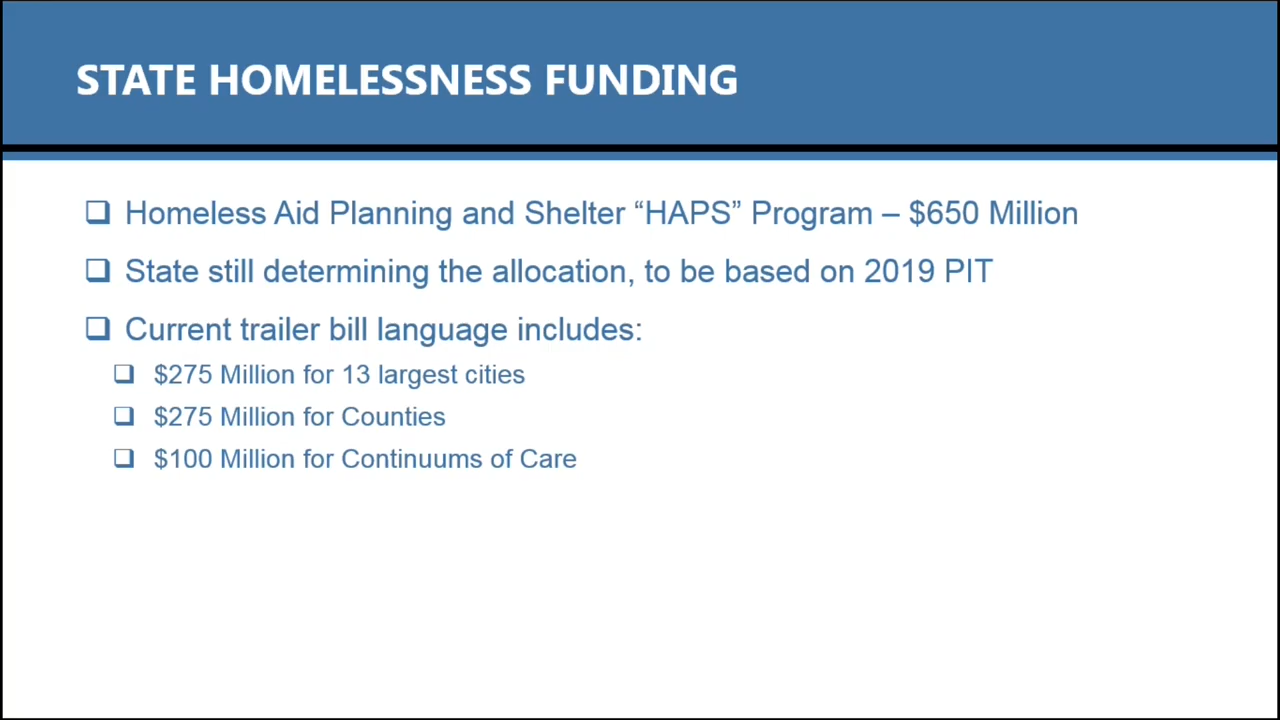 STATE HOMELESSNESS FUNDING
Homeless Aid Planning and Shelter “HAPS” Program – $650 Million
State still determining the allocation, to be based on 2019 PIT
Current trailer bill language includes:
$275 Million for 13 largest cities
$275 Million for Counties
$100 Million for Continuums of Care